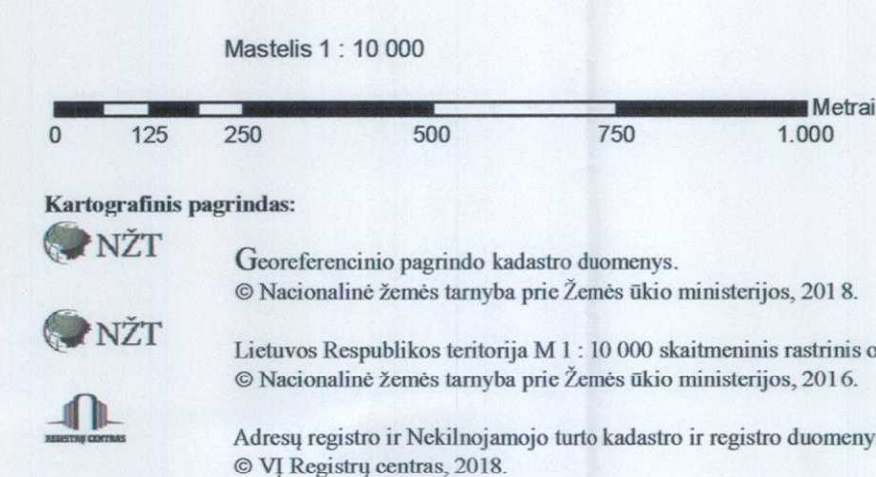 Mastelis 1 : 10 000
Metrai
0 125 250 500 750 1.000
Kartografinis pagrindas:
NŽT
Georeferencinio pagrindo kadastro duomenys.
© Nacionalinė žemės tarnyba prie Žemės ūkio ministerijos, 2018.
NŽT
Lietuvos Respublikos teritorija M 1 : 10 000 skaitmeninis rastrinis o
© Nacionalinė žemės tarnyba prie Žemės ūkio ministerijos, 2016.
REGISTRŲ CENTRAS
Adresų registro ir Nekilnojamojo turto kadastro ir registro duomeny
© VĮ Registrų centras, 2018.